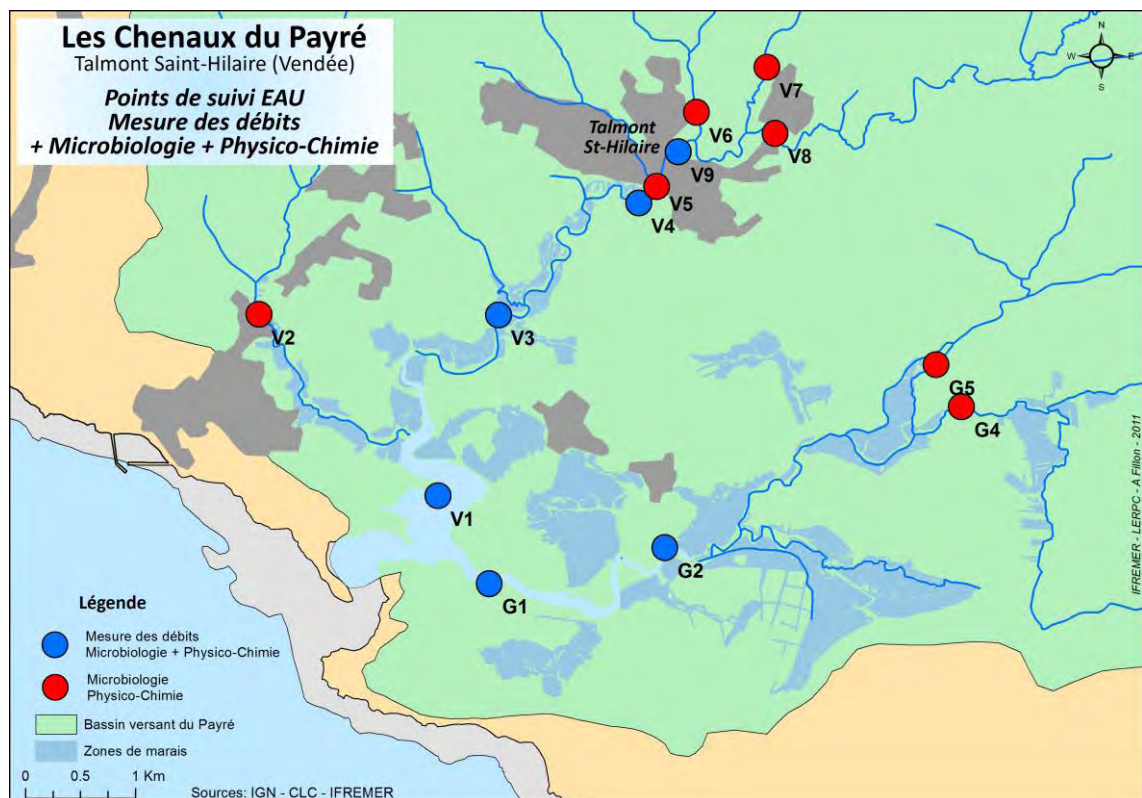 Les Chenaux du Payré
Talmont Saint-Hilaire (Vendée)
Points de suivi EAU
Mesure des débits
+ Microbiologie + Physico-Chimie
N
W E
S
V7
V6
V8
Talmont
St-Hilaire
V9
V5
V4
V2
V3
G5
G4
V1
G2
G1
IFREMER - LERPC - A Fillon - 2011
Légende
Mesure des débits
Microbiologie + Physico-Chimie
Microbiologie
Physico-Chimie
Bassin versant du Payré
Zones de marais
0 0.5 1 Km
Sources: IGN - CLC - IFREMER